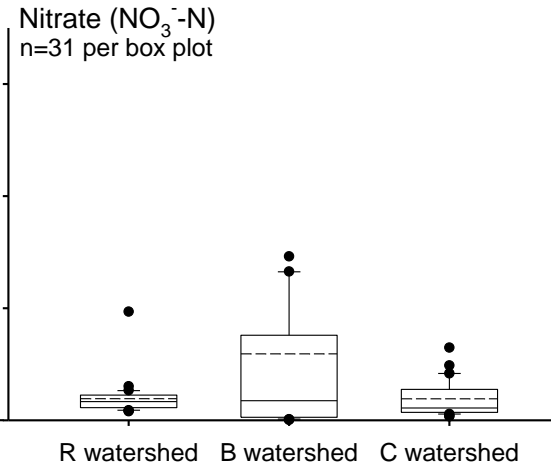 Nitrate (NO₃⁻-N)
n=31 per box plot
R watershed B watershed C watershed